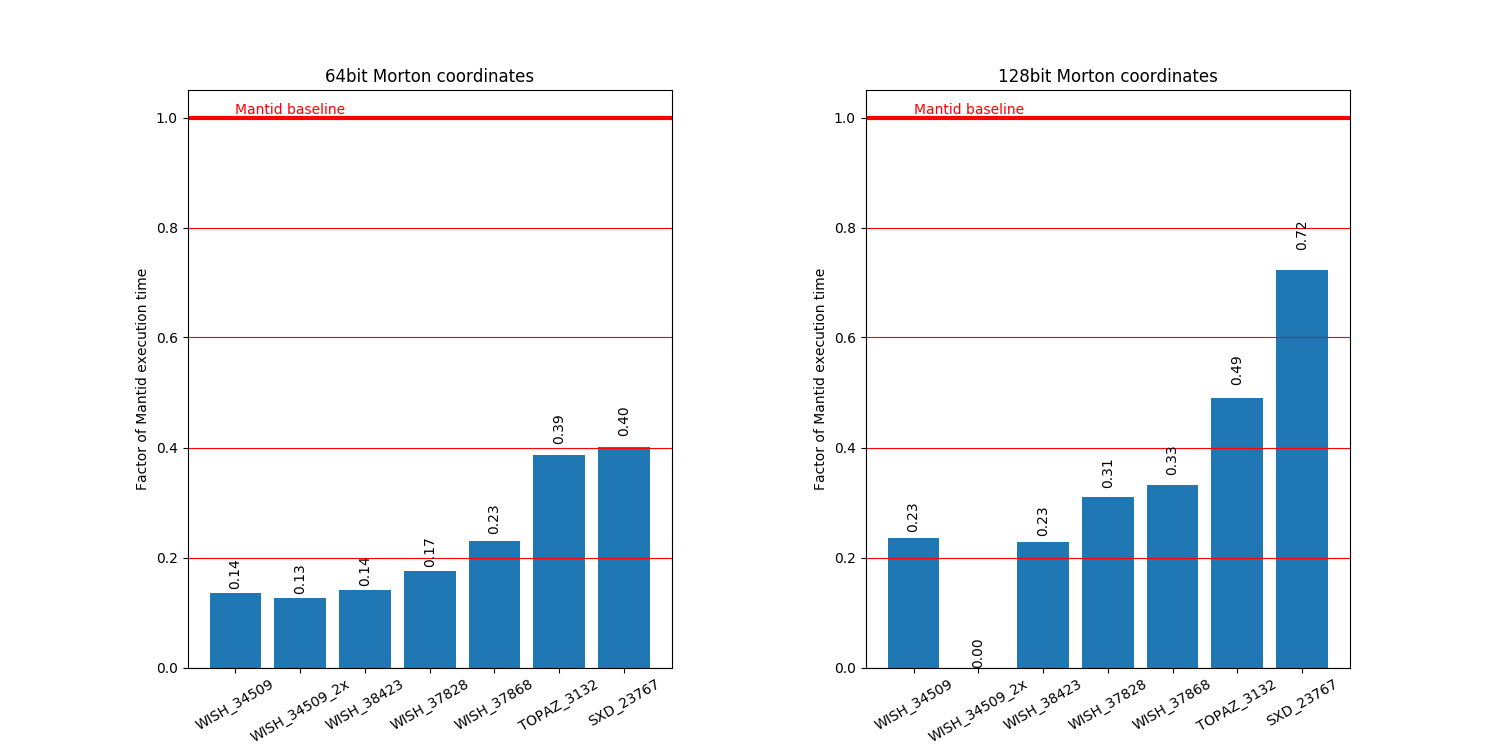 64bit Morton coordinates
Mantid baseline
1.0
0.8
0.6
0.4
0.2
0.0
Factor of Mantid execution time
0.14
0.13
0.14
0.17
0.23
0.39
0.40
WISH_34509
WISH_34509_2x
WISH_38423
WISH_37828
WISH_37868
TOPAZ_3132
SXD_23767
128bit Morton coordinates
Mantid baseline
1.0
0.8
0.6
0.4
0.2
0.0
Factor of Mantid execution time
0.23
0.00
0.23
0.31
0.33
0.49
0.72
WISH_34509
WISH_34509_2x
WISH_38423
WISH_37828
WISH_37868
TOPAZ_3132
SXD_23767